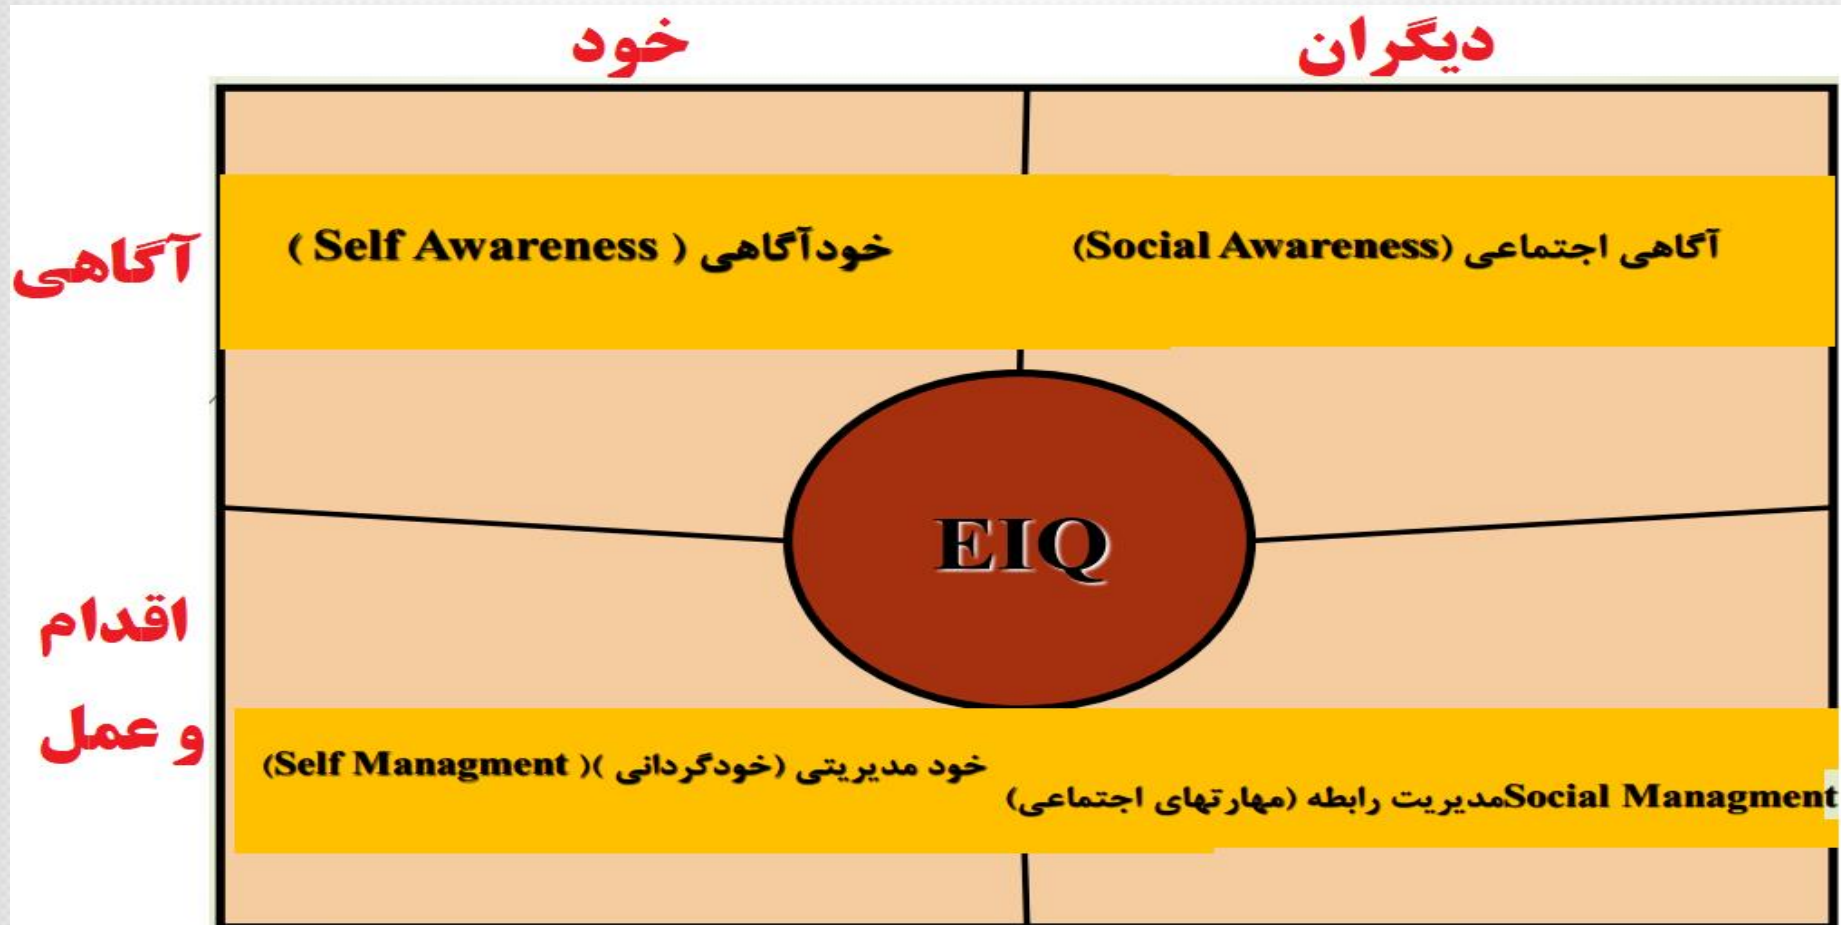 خود
دیگران
آگاهی
خودآگاهی ( Self Awareness )
آگاهی اجتماعی (Social Awareness)
EIQ
اقدام
و عمل
خود مدیریتی (خودگردانی )( Self Managment)
Social Managmentمدیریت رابطه (مهارتهای اجتماعی)